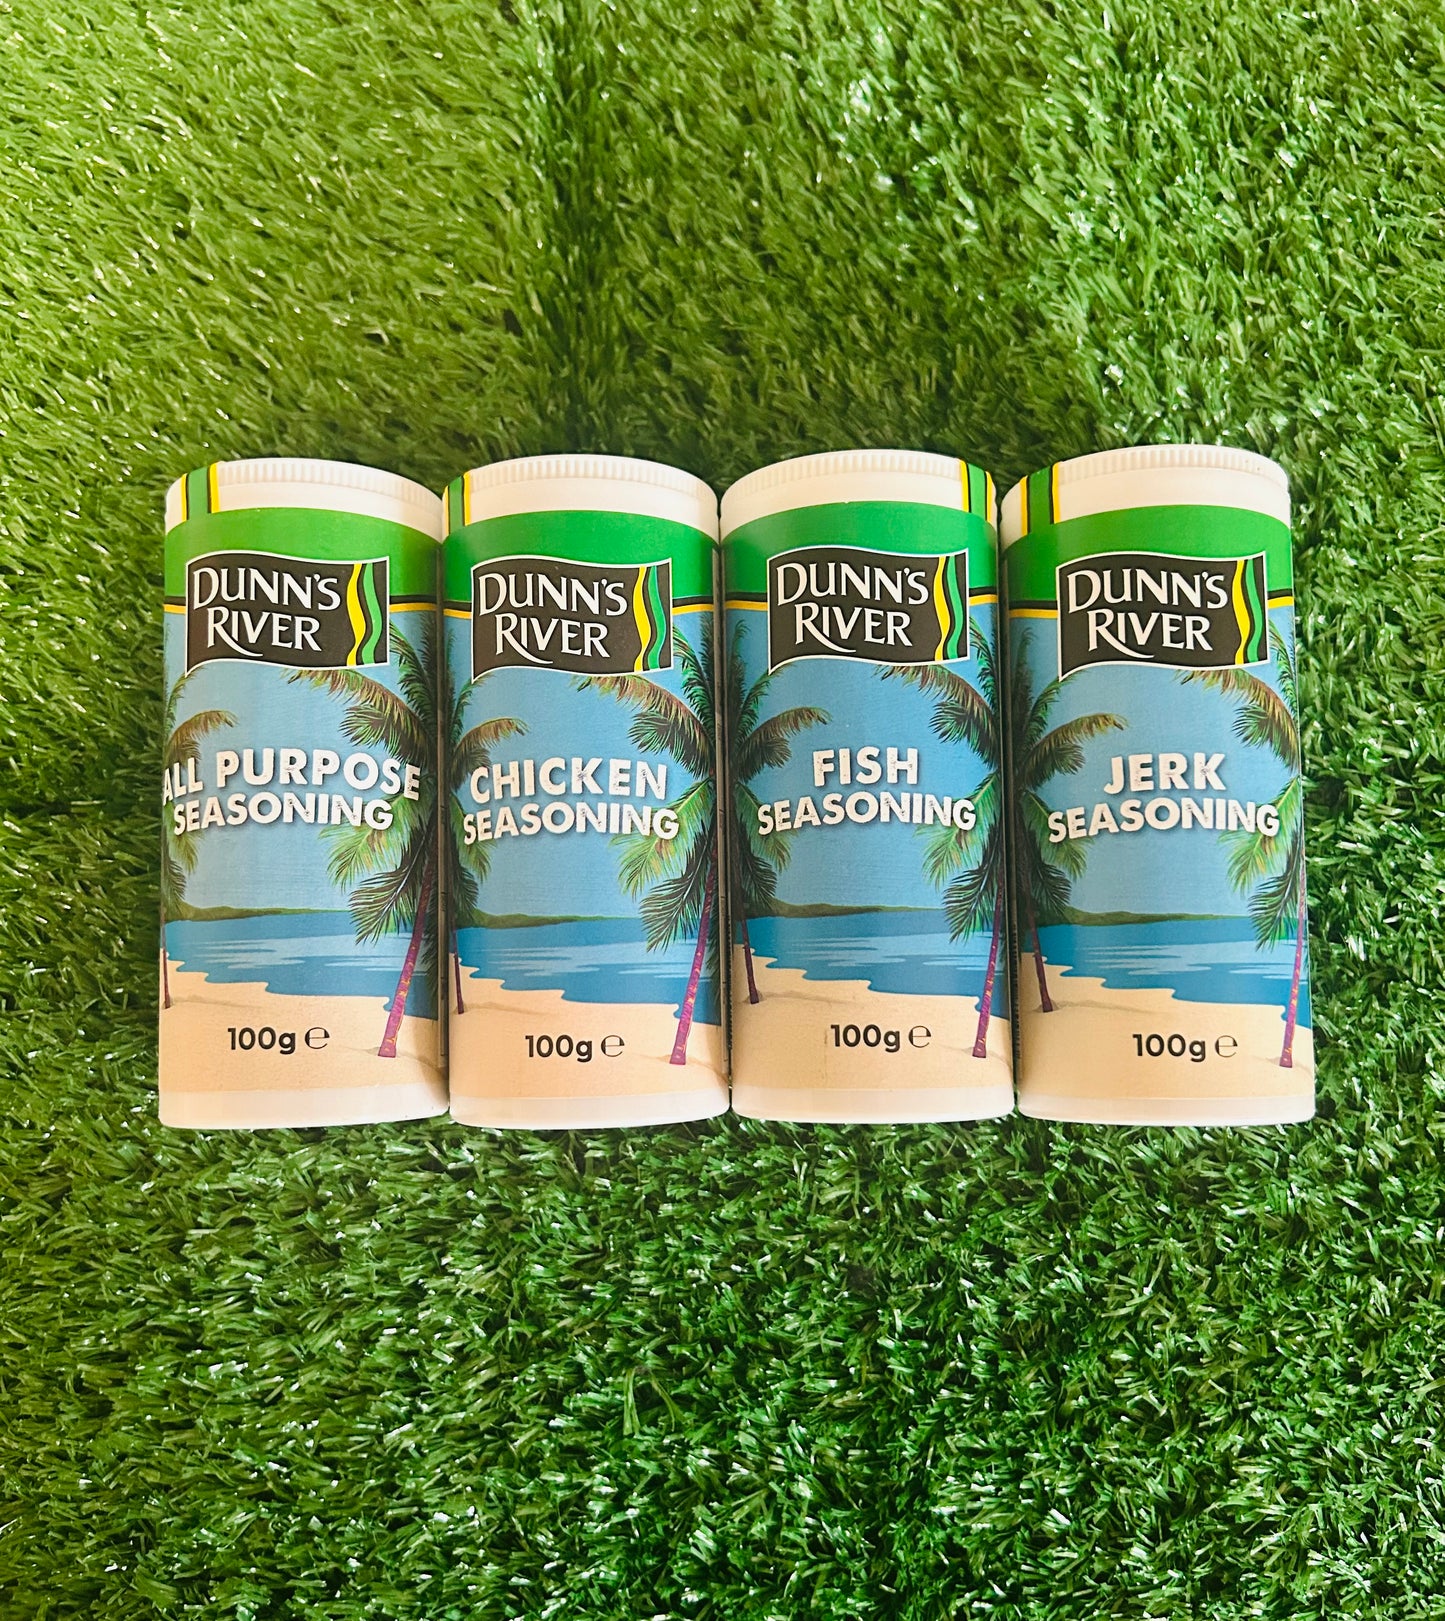 DUNN'S
RIVER
ALL PURPOSE
SEASONING
100g ℮
DUNN'S
RIVER
CHICKEN
SEASONING
100g ℮
DUNN'S
RIVER
FISH
SEASONING
100g ℮
DUNN'S
RIVER
JERK
SEASONING
100g ℮